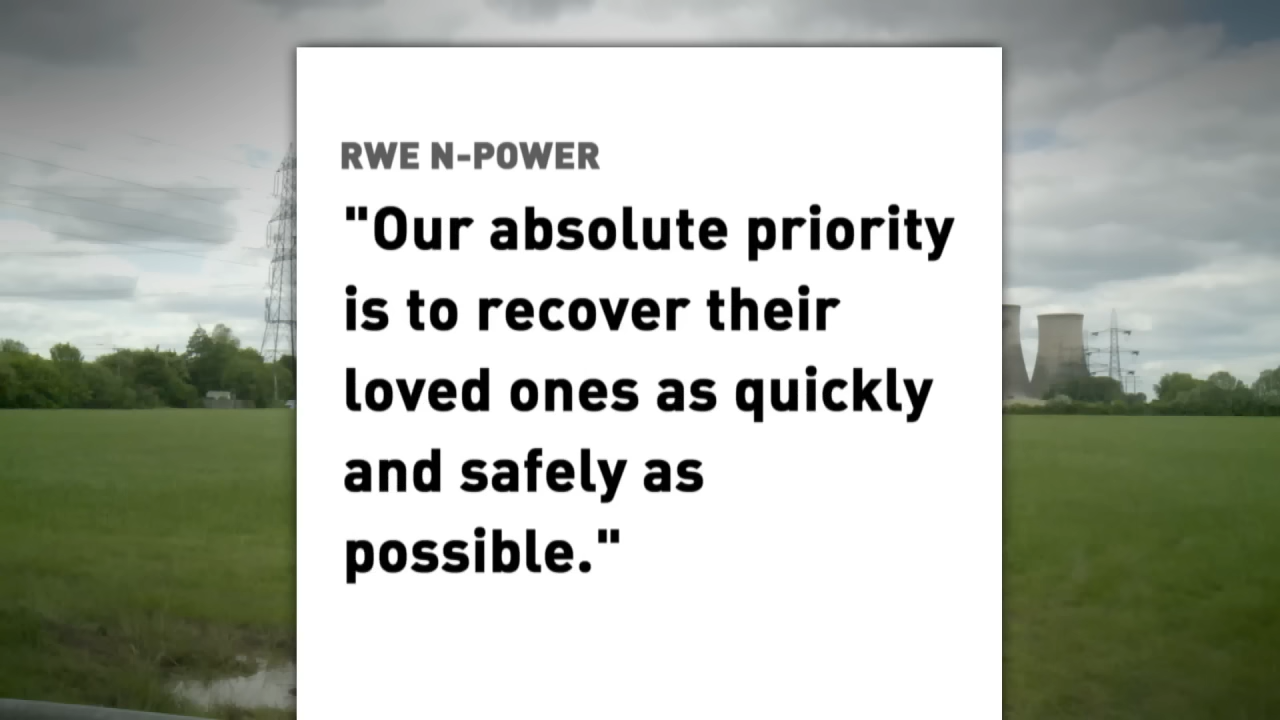 RWE N-POWER
"Our absolute priority
is to recover their
loved ones as quickly
and safely as
possible."